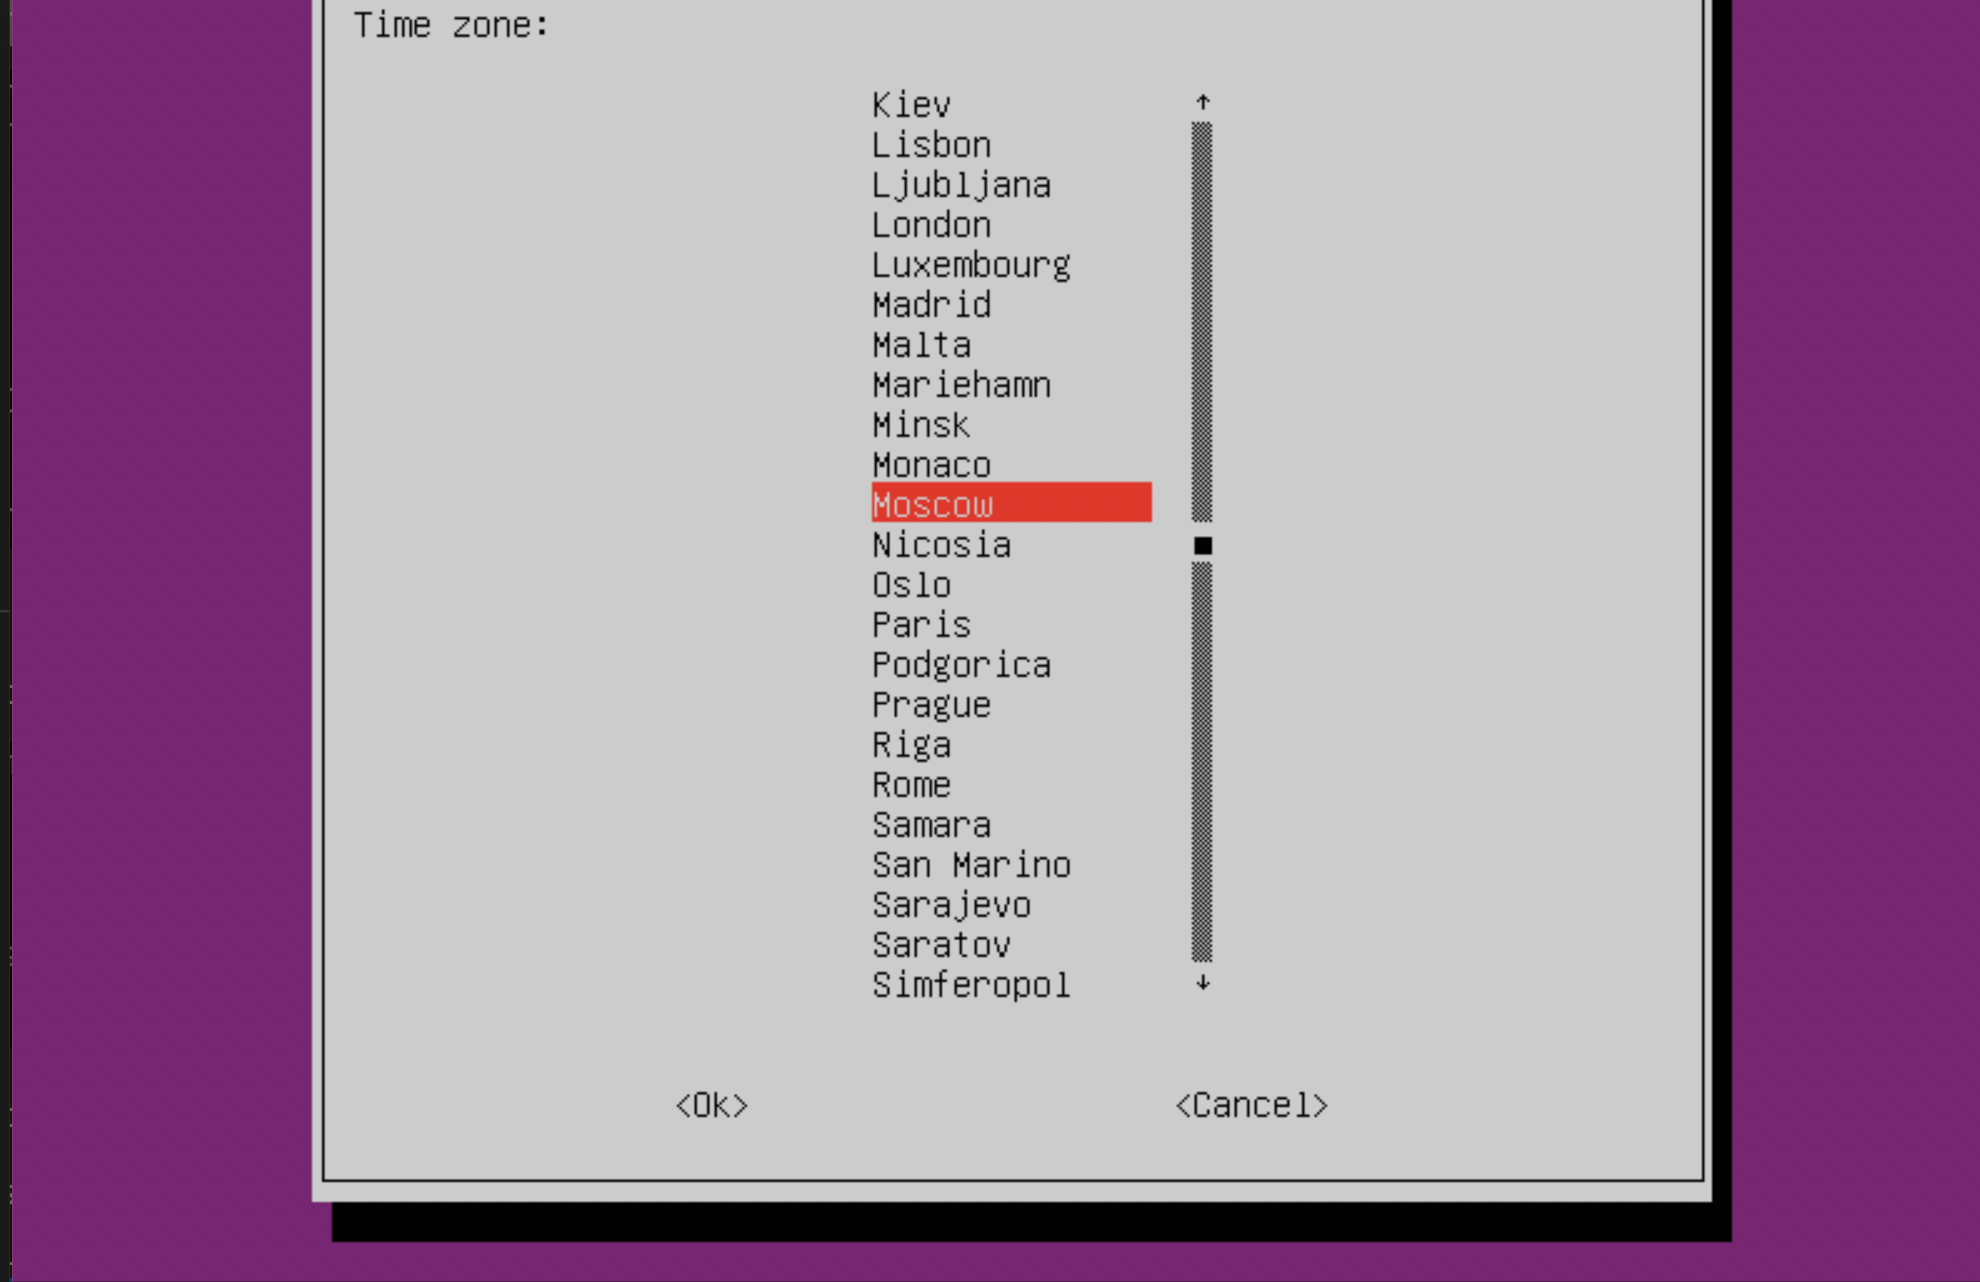 Time zone:
Kiev
Lisbon
Ljubljana
London
Luxembourg
Madrid
Malta
Mariehamn
Minsk
Monaco
Moscow
Nicosia
Oslo
Paris
Podgorica
Prague
Riga
Rome
Samara
San Marino
Sarajevo
Saratov
Simferopol
<Ok> <Cancel>